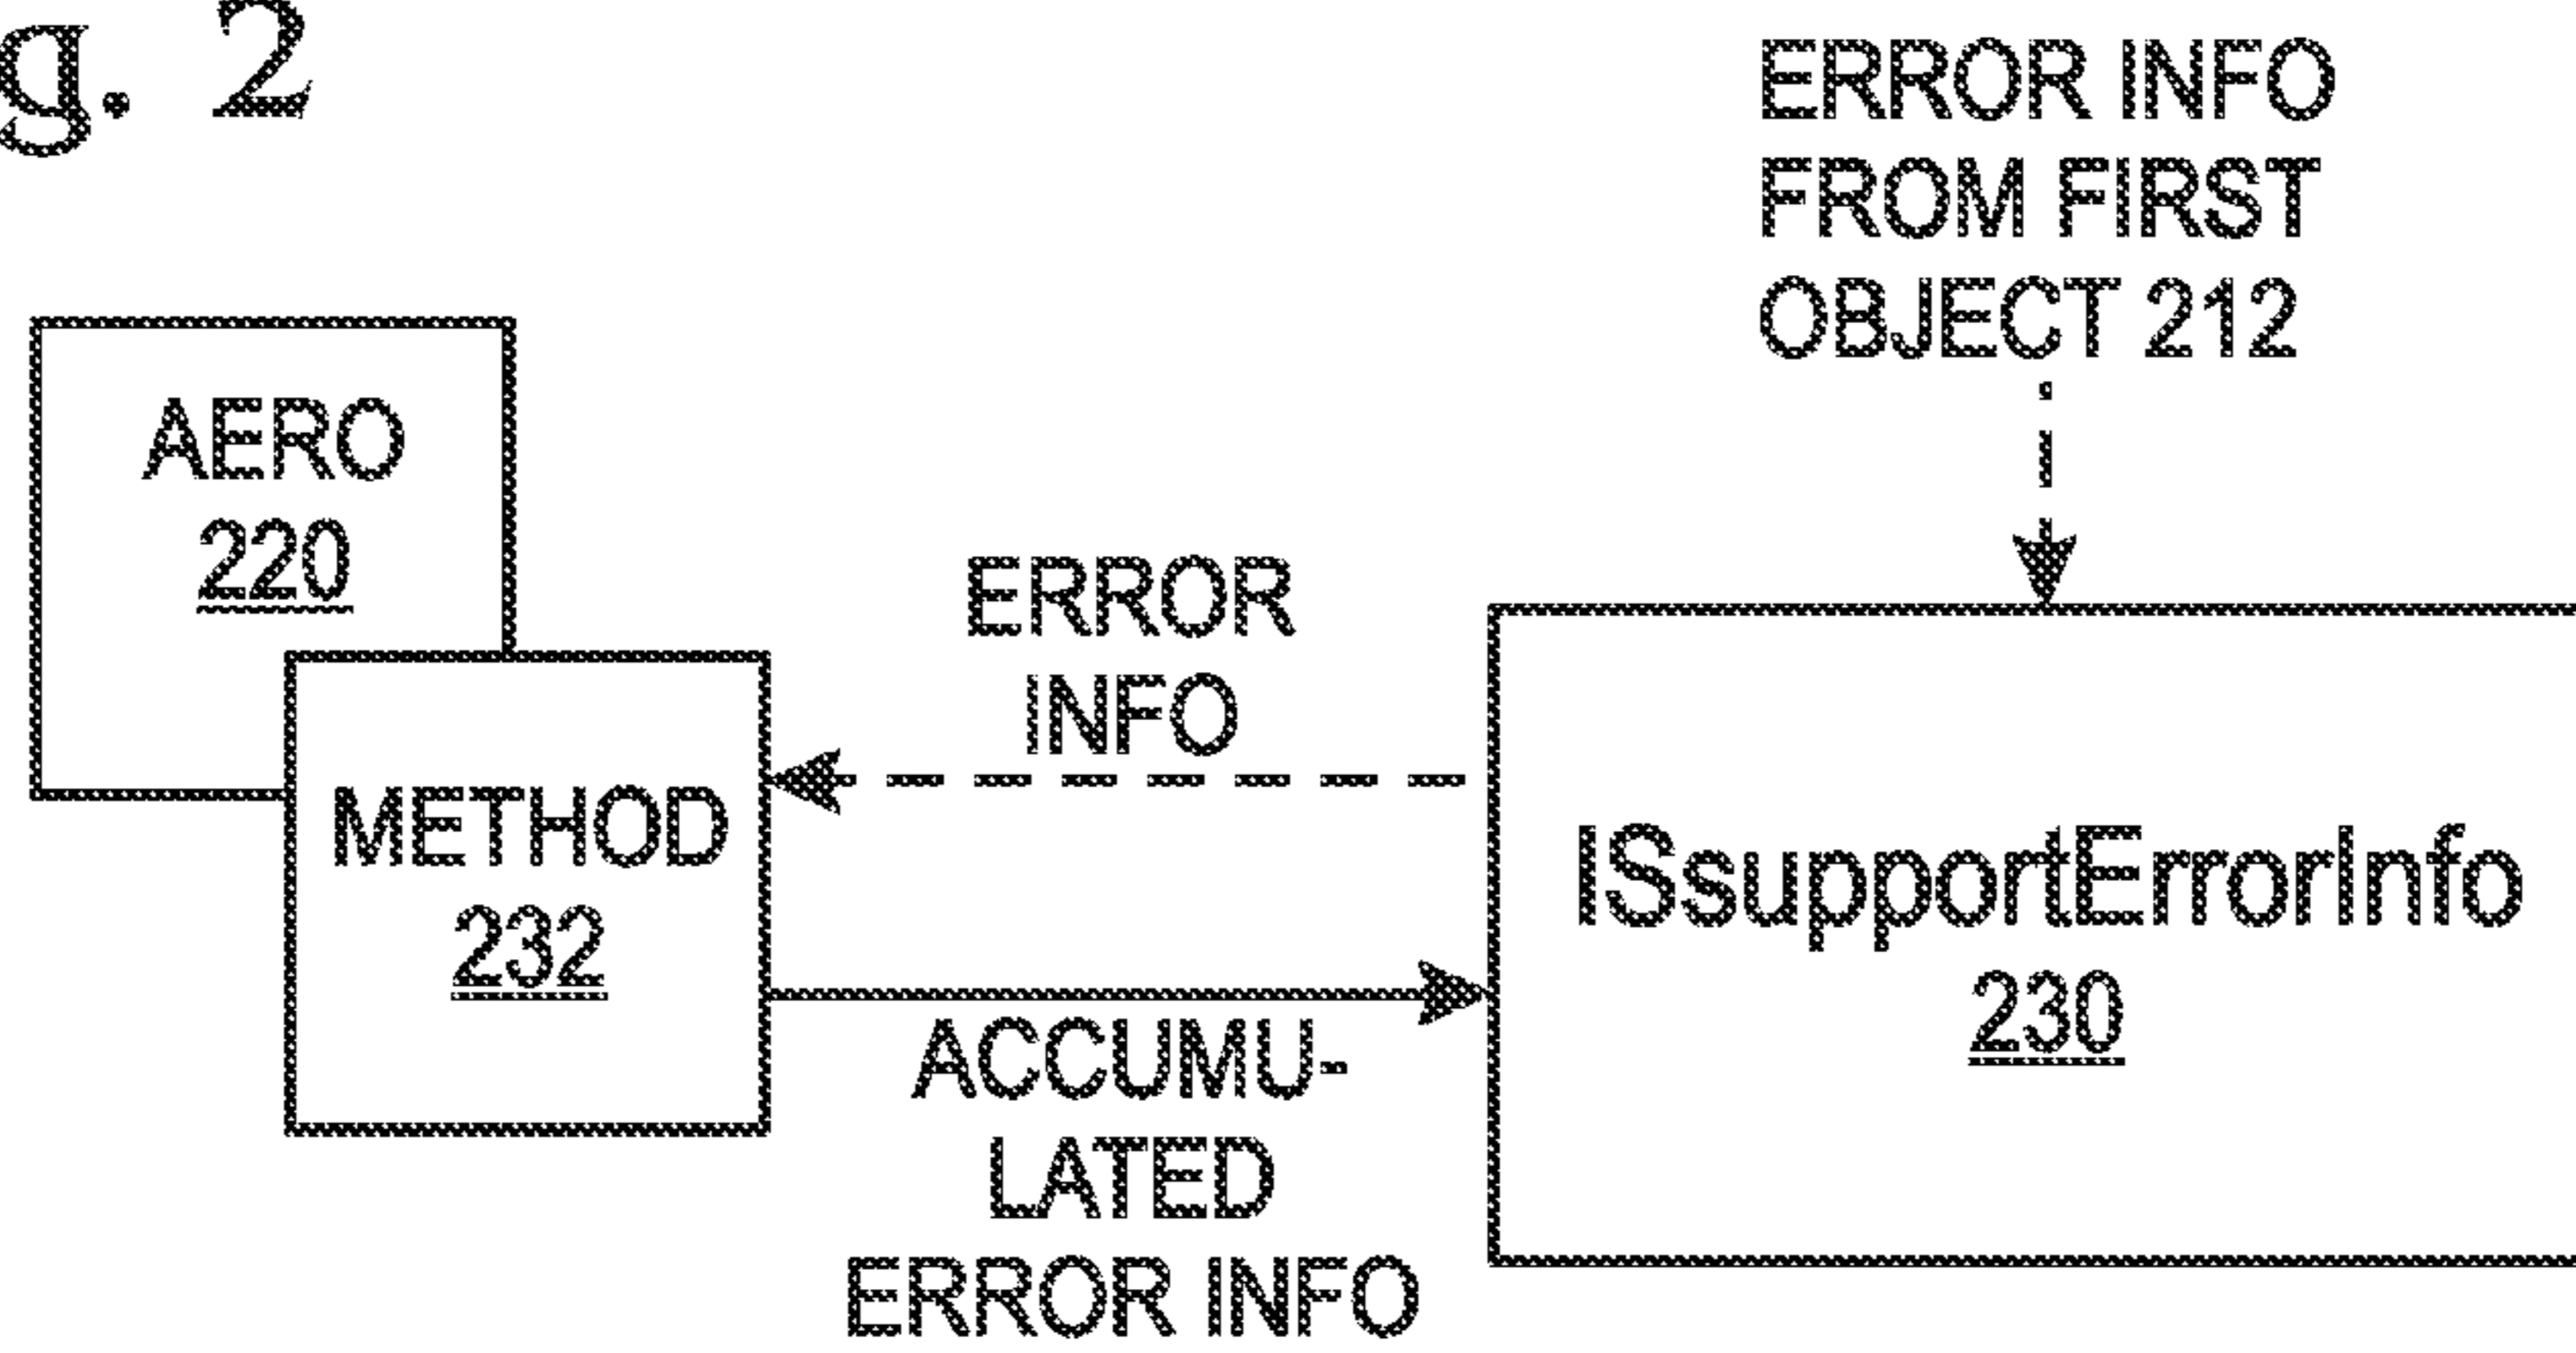 g. 2
ERROR INFO
FROM FIRST
OBJECT 212
AERO
220
ERROR
INFO
METHOD
232
ISsupportErrorInfo
230
ACCUMU-
LATED
ERROR INFO